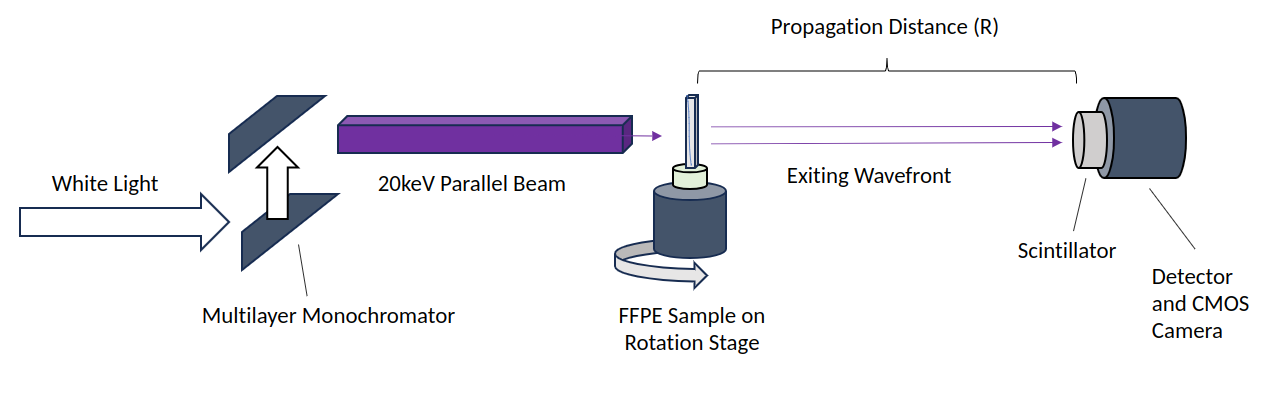 Propagation Distance (R)
White Light
20keV Parallel Beam
Exiting Wavefront
Scintillator
Detector
and CMOS
Camera
Multilayer Monochromator
FFPE Sample on
Rotation Stage